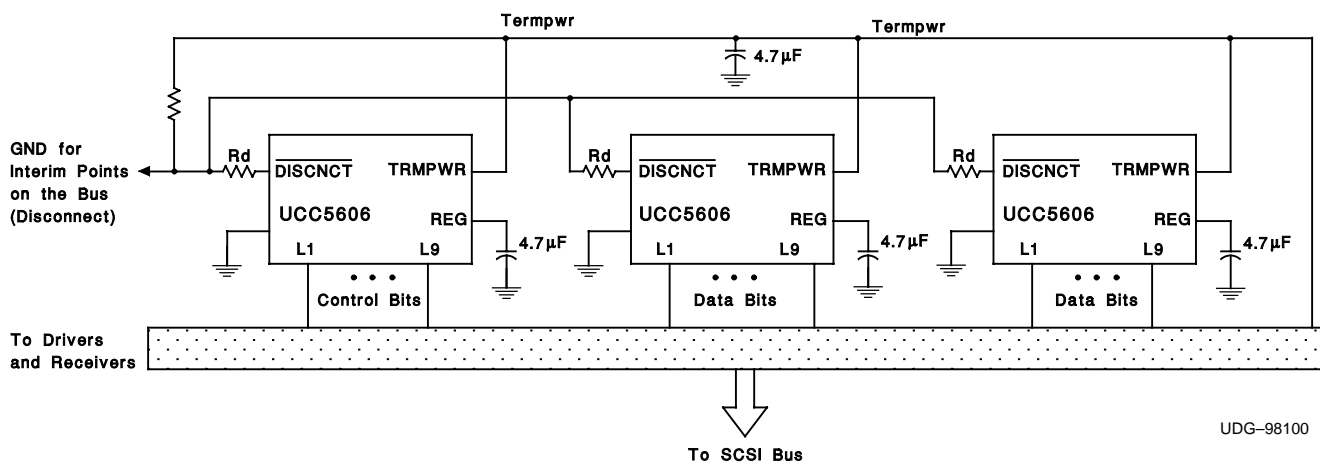 Termpwr
Termpwr
4.7µF
GND for
Interim Points
on the Bus
(Disconnect)
Rd
DISCNCT
TRMPWR
UCC5606
REG
L1
L9
4.7µF
Control Bits
Rd
DISCNCT
TRMPWR
UCC5606
REG
L1
L9
4.7µF
Data Bits
Rd
DISCNCT
TRMPWR
UCC5606
REG
L1
L9
4.7µF
Data Bits
To Drivers
and Receivers
To SCSI Bus
UDG–98100